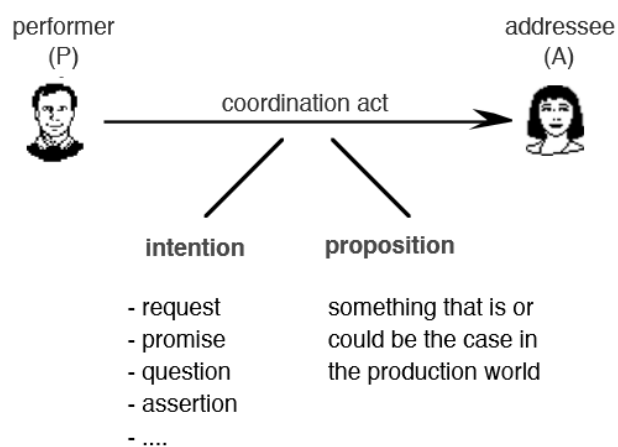 performer
(P)
addressee
(A)
coordination act
intention
proposition
- request
- promise
- question
- assertion
- ....
something that is or
could be the case in
the production world